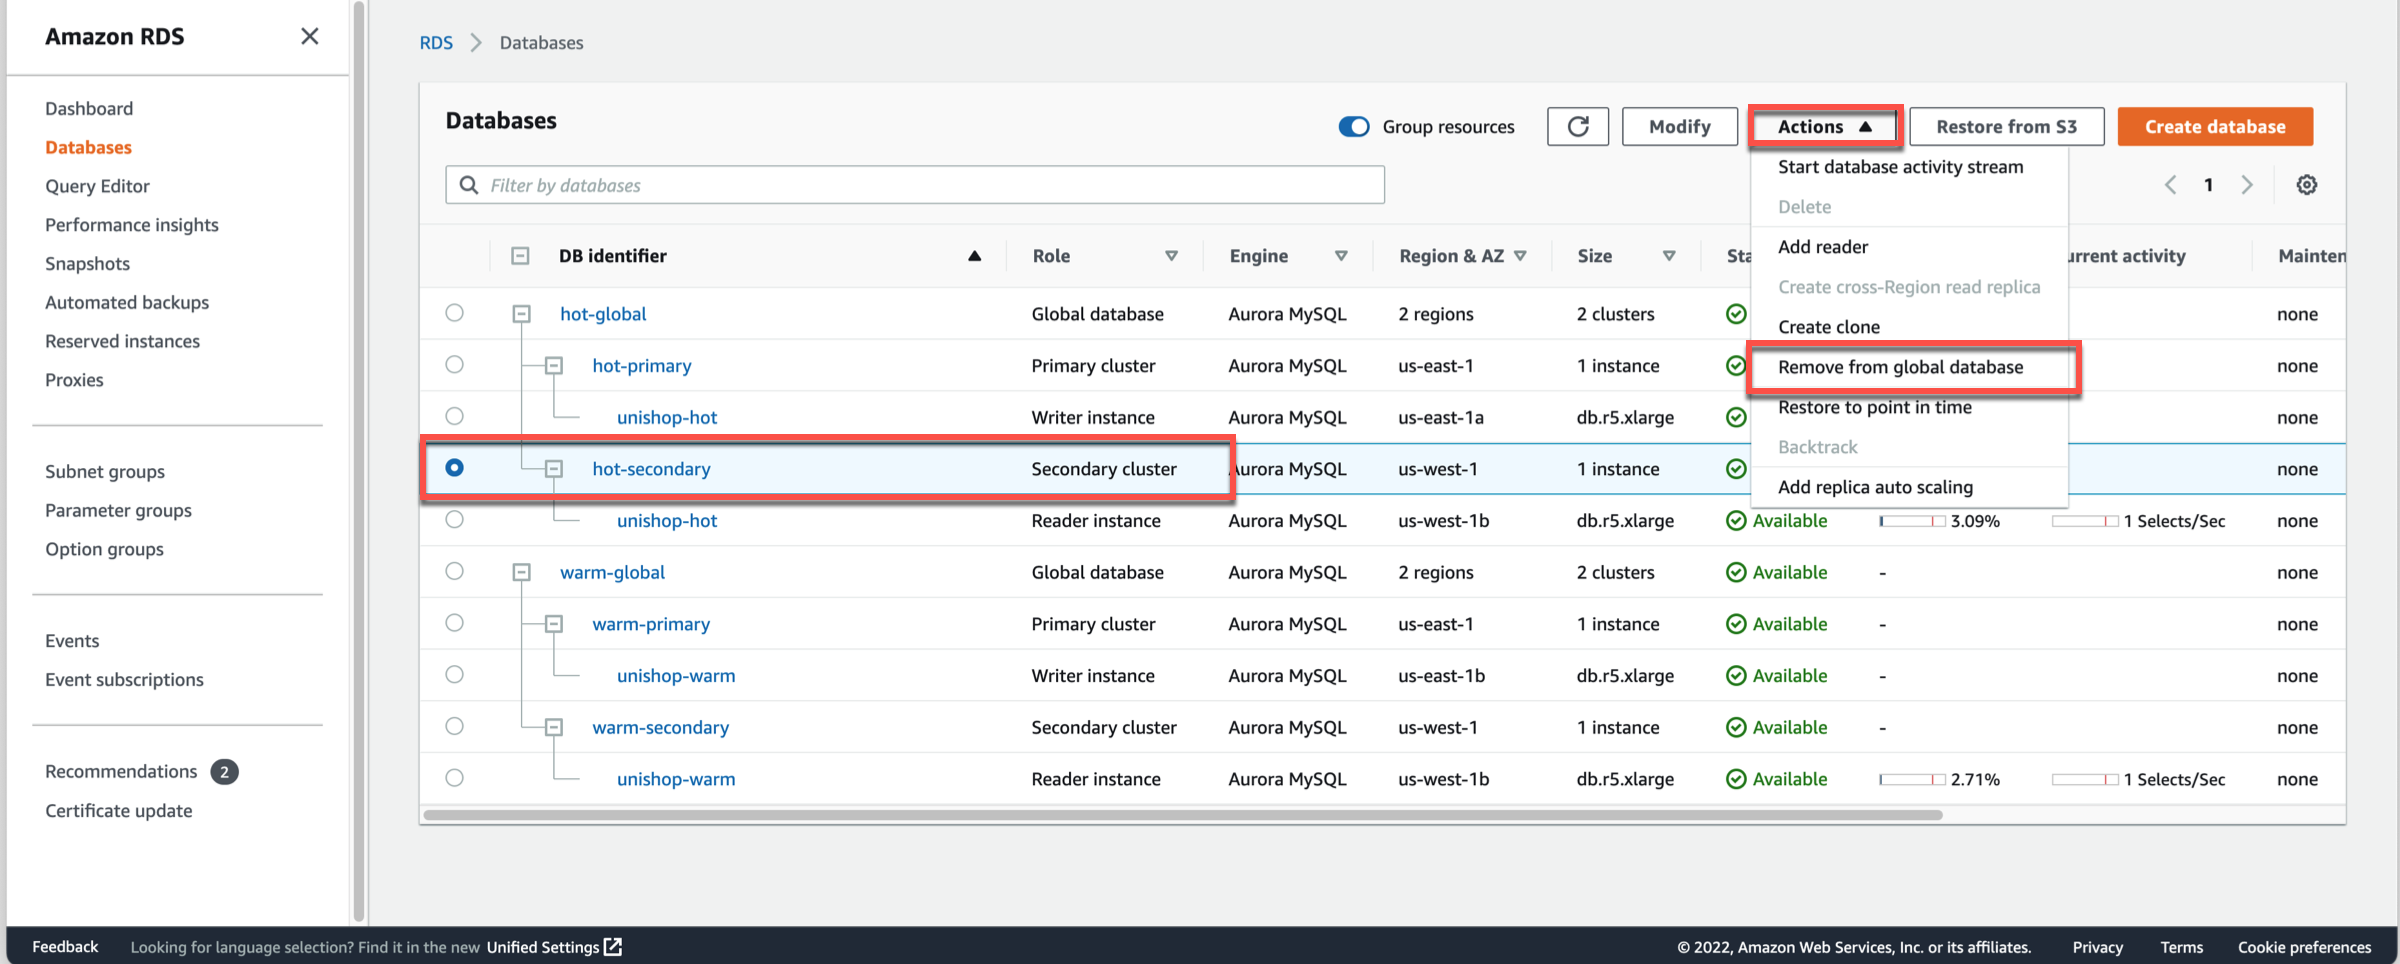 Amazon RDS
Dashboard
Databases
Query Editor
Performance insights
Snapshots
Automated backups
Reserved instances
Proxies
Subnet groups
Parameter groups
Option groups
Events
Event subscriptions
Recommendations 2
Certificate update
RDS Databases
Databases
Group resources Modify Actions Restore from S3 Create database
Filter by databases
1
Start database activity stream
Delete
Add reader
Create cross-Region read replica
Create clone
Remove from global database
Restore to point in time
Backtrack
Add replica auto scaling
DB identifier Role Engine Region & AZ Size Sta urrent activity Mainten
hot-global Global database Aurora MySQL 2 regions 2 clusters none
hot-primary Primary cluster Aurora MySQL us-east-1 1 instance none
unishop-hot Writer instance Aurora MySQL us-east-1a db.r5.xlarge none
hot-secondary Secondary cluster Aurora MySQL us-west-1 1 instance none
unishop-hot Reader instance Aurora MySQL us-west-1b db.r5.xlarge Available 3.09% 1 Selects/Sec none
warm-global Global database Aurora MySQL 2 regions 2 clusters Available - none
warm-primary Primary cluster Aurora MySQL us-east-1 1 instance Available - none
unishop-warm Writer instance Aurora MySQL us-east-1b db.r5.xlarge Available - none
warm-secondary Secondary cluster Aurora MySQL us-west-1 1 instance Available - none
unishop-warm Reader instance Aurora MySQL us-west-1b db.r5.xlarge Available 2.71% 1 Selects/Sec none
Feedback Looking for language selection? Find it in the new Unified Settings © 2022, Amazon Web Services, Inc. or its affiliates. Privacy Terms Cookie preferences